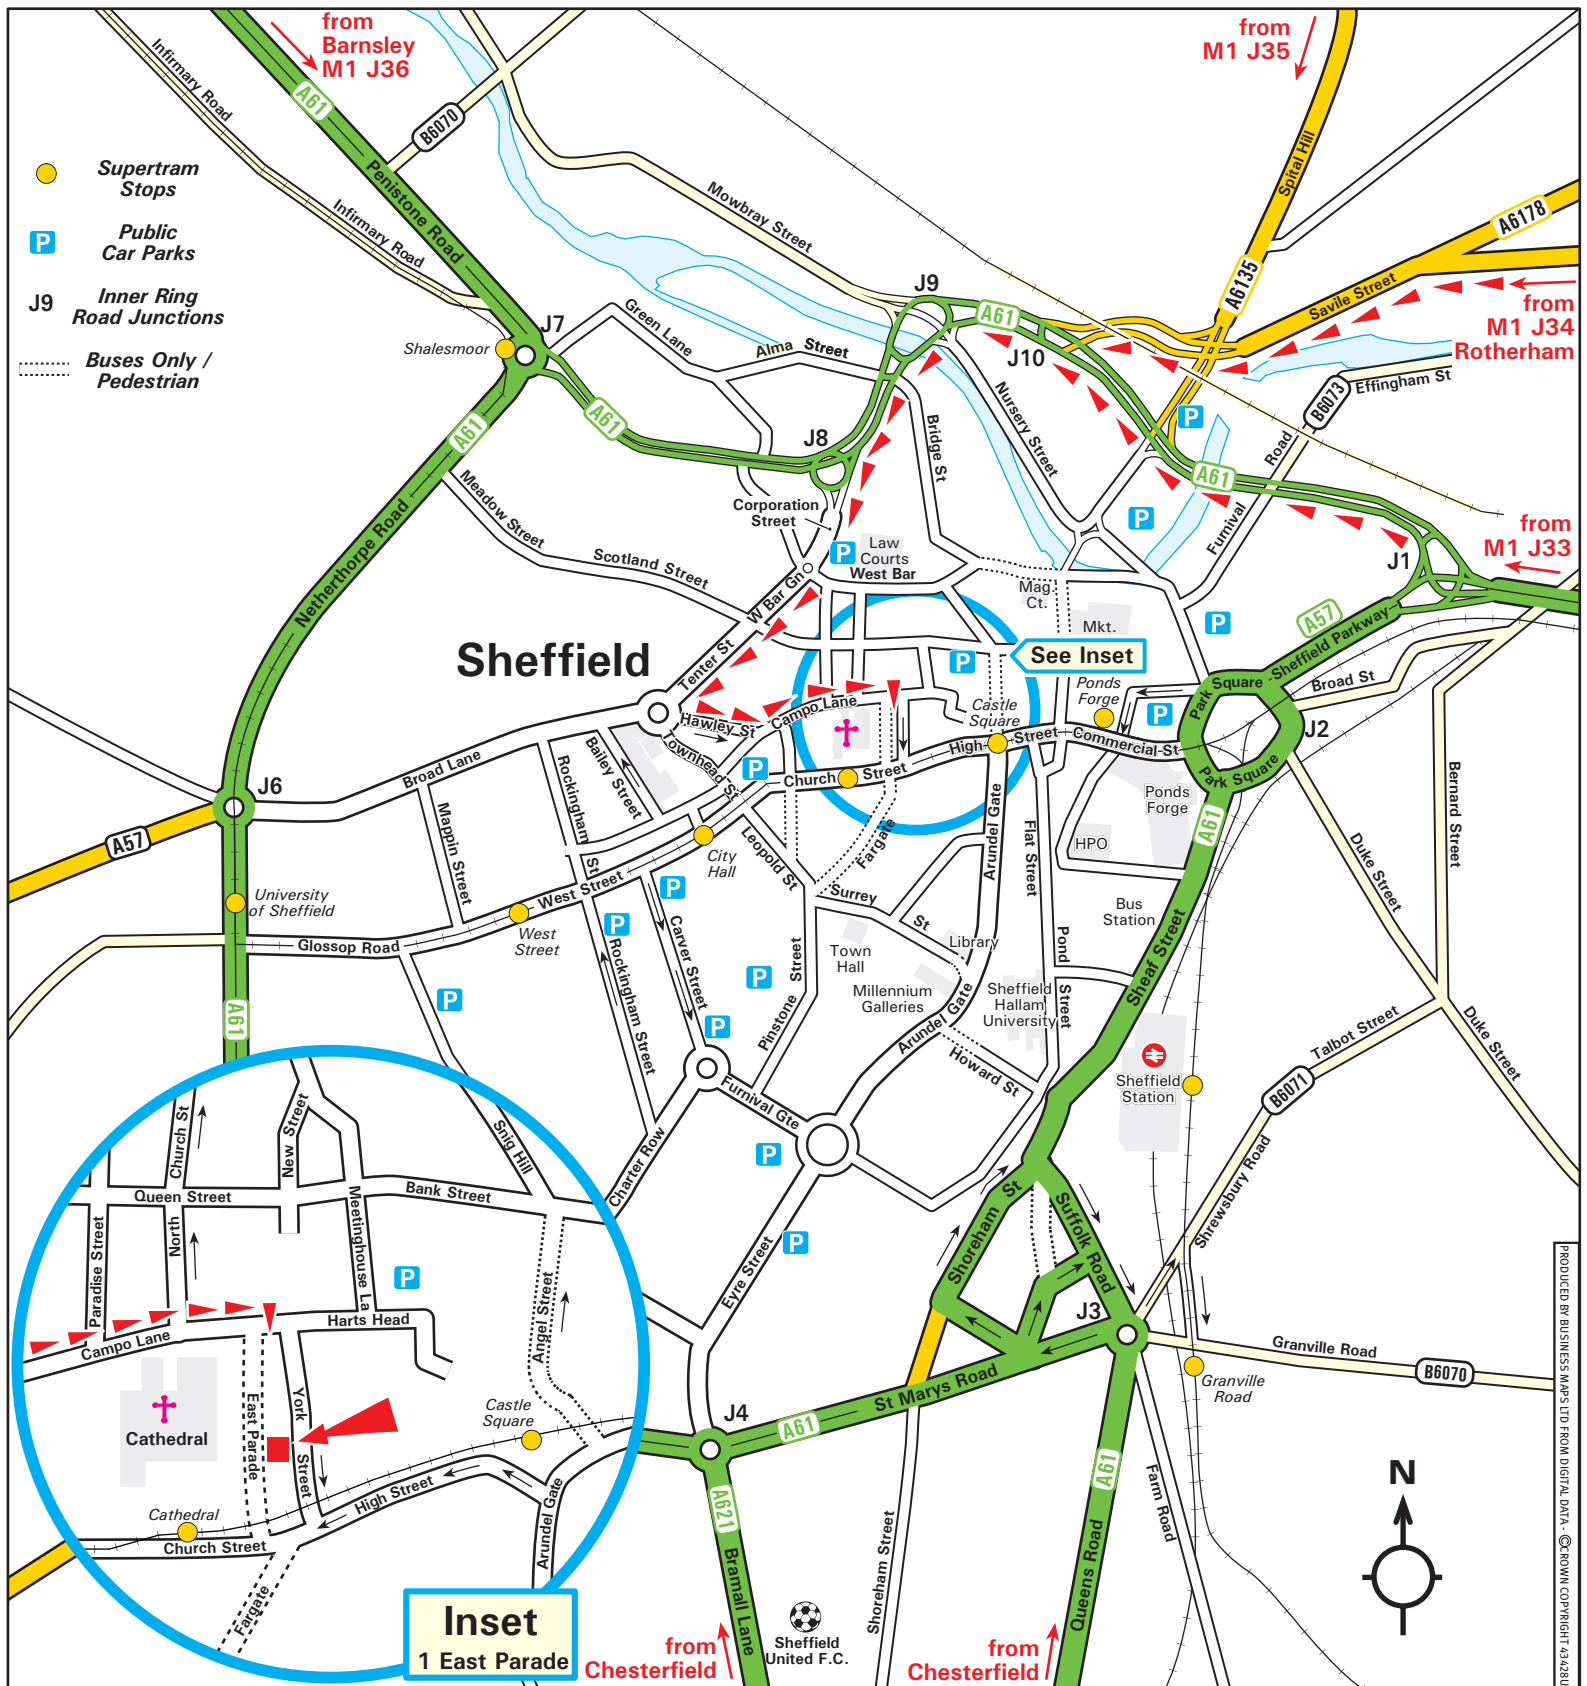 from
Barnsley
M1 J36
from
M1 J35
Infirmary Road
A61
B6070
Supertram
Stops
Public
Car Parks
J9
Inner Ring
Road Junctions
Buses Only /
Pedestrian
Penistone Road
Infirmary Road
Mowbray Street
Spital Hill
A6178
A6135
Savile Street
from
M1 J34
Rotherham
J9
A61
J10
J7
Shalesmoor
Green Lane
Alma Street
Nursery Street
B6073
Effingham St
A61
A61
J8
Bridge St
Furnival Road
A61
Meadow Street
Netherthorpe Road
Corporation
Street
Law
Courts
West Bar
from
M1 J33
J1
Scotland Street
W Bar Gn
Mag.
Ct.
Mkt.
A57
Sheffield Parkway
Sheffield
Tenter St
See Inset
Ponds
Forge
Park Square
Broad St
Hawley St
Campo Lane
Castle
Square
J2
Townhead St
High Street
Commercial St
Park Square
Broad Lane
Bailey Street
Rockingham St
Church Street
Ponds
Forge
Bernard Street
J6
A57
Mappin Street
Leopold St
Fargate
Arundel Gate
Flat Street
HPO
A61
Duke Street
City
Hall
University
of Sheffield
West Street
West
Street
Surrey St
Bus
Station
Glossop Road
Carver Street
Rockingham Street
Town
Hall
Library
Pond Street
Sheaf Street
Millennium
Galleries
Sheffield
Hallam
University
A61
Pinstone Street
Arundel Gate
Howard St
Talbot Street
Duke Street
Sheffield
Station
B6071
Furnival Gte
Snig Hill
Charter Row
Shrewsbury Road
Church St
New Street
Queen Street
Bank Street
Paradise Street
North
Meetinghouse La
Angel Street
Eyre Street
Shoreham St
Suffolk Road
J3
Campo Lane
Harts Head
Granville Road
B6070
Granville
Road
East Parade
York Street
Cathedral
Castle
Square
J4
A61
St Marys Road
A61
High Street
Arundel Gate
A621
Farm Road
N
Cathedral
Church Street
Fargate
Bramall Lane
Shoreham Street
Queens Road
Inset
1 East Parade
from
Chesterfield
Sheffield
United F.C.
from
Chesterfield
PRODUCED BY BUSINESS MAPS LTD FROM DIGITAL DATA - ©CROWN COPYRIGHT 43428U